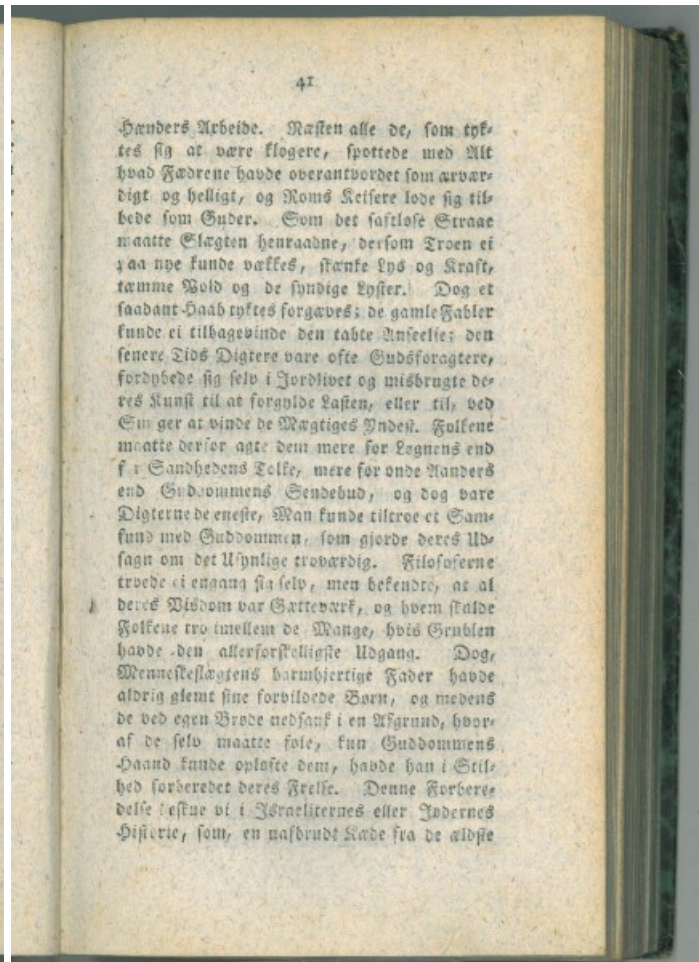 41
Hænders Arbeide. Næsten alle de, som tyk-
tes sig at være klogere, spottede med Alt
hvad Fædrene havde overantvordet som ærvær-
digt og helligt, og Roms Keisere lode sig til-
bede som Guder. Som det saftløse Straae
maatte Slægten henraadne, dersom Troen ei
paa nye kunde vækkes, skænke Lys og Kraft,
tæmme Vold og de syndige Lyster. Dog et
saadant Haab tyktes forgæves; de gamle Fabler
kunde ei tilbagevinde den tabte Anseelse; den
senere Tids Digtere vare ofte Gudsforagtere,
fordybede sig selv i Jordlivet og misbrugte de-
res Kunst til at forgylde Lasten, eller til, ved
Smiger at vinde de Mægtiges Yndest. Folkene
maatte derfor agte dem mere for Løgnens end
for Sandhedens Tolke, mere for onde Aanders
end Guddommens Sendebud, og dog vare
Digterne de eneste, Man kunde tiltroe et Sam-
fund med Guddommen, som gjorde deres Ud-
sagn om det Usynlige troværdig. Filosoferne
troede ei engang sig selv, men bekendte, at al
deres Visdom var Gætteværk, og hvem skulde
Folkene tro imellem de Mange, hvis Grublen
havde den allerforskelligste Udgang. Dog,
Menneskeslægtens barmhjertige Fader havde
aldrig glemt sine forvildede Børn, og medens
de ved egen Brøde nedsank i en Afgrund, hvor-
af de selv maatte føle, kun Guddommens
Haand kunde opløfte dem, havde han i Stil-
hed forberedet deres Frelse. Denne Forbere-
delse beskue vi i Israeliternes eller Jødernes
Historie, som, en uafbrudt Kæde fra de ældste